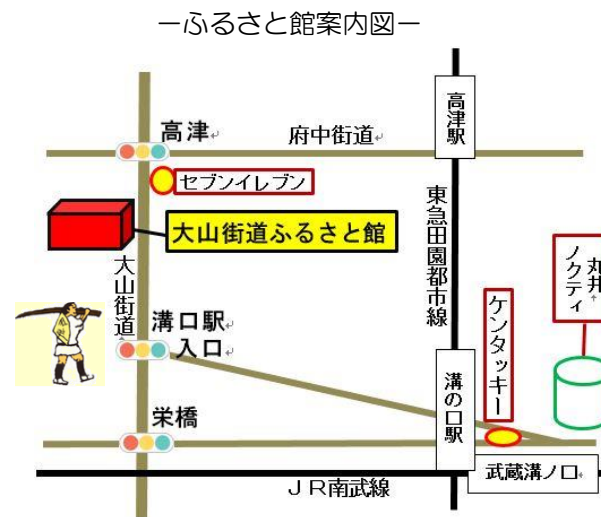 －ふるさと館案内図－
高津
府中街道
高津駅
セブンイレブン
大山街道ふるさと館
大山街道
東急田園都市線
丸井
ノクティ
溝口駅
入口
ケンタッキー
溝の口駅
栄橋
武蔵溝ノ口
ＪＲ南武線